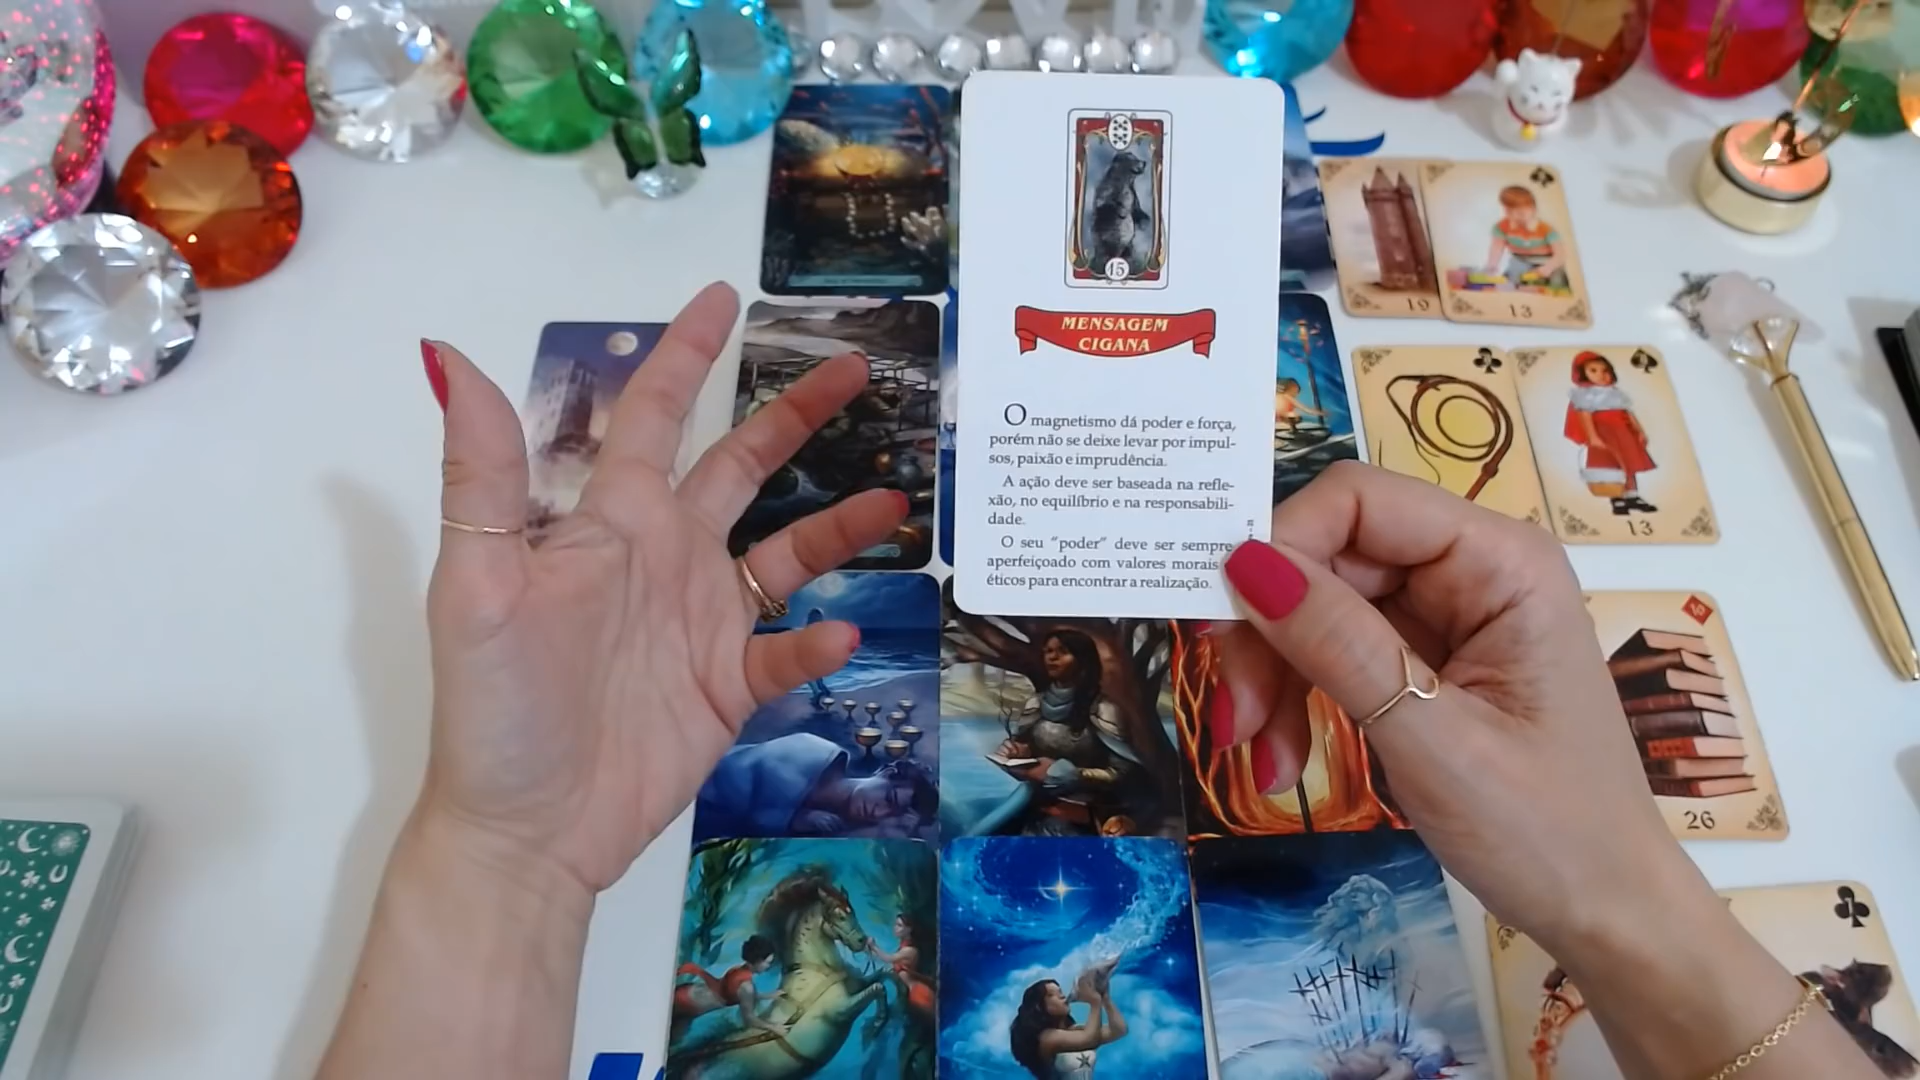 15
MENSAGEM
CIGANA
O magnetismo dá poder e força,
porém não se deixe levar por impul-
sos, paixão e imprudência.
A ação deve ser baseada na refle-
xão, no equilíbrio e na responsabili-
dade.
O seu “poder” deve ser sempre
aperfeiçoado com valores morais
éticos para encontrar a realização.
19
13
13
26